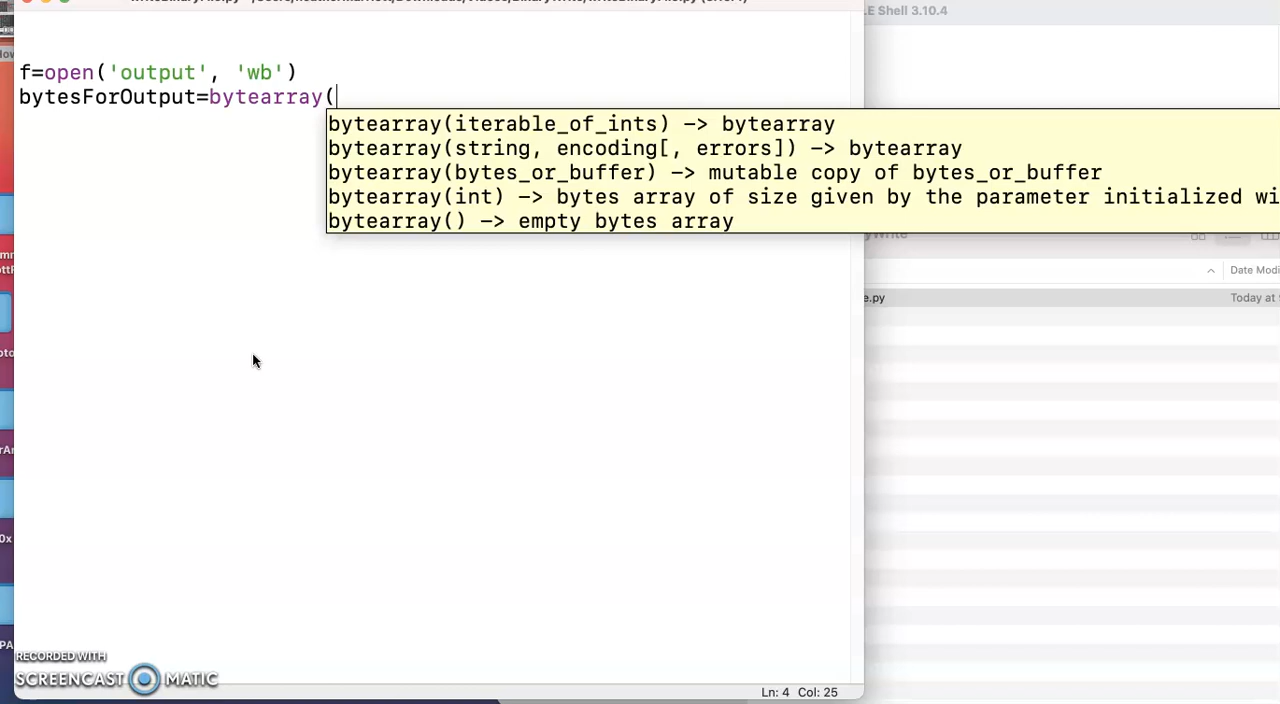 E Shell 3.10.4
f=open('output', 'wb')
bytesForOutput=bytearray(
bytearray(iterable_of_ints) -> bytearray
bytearray(string, encoding[, errors]) -> bytearray
bytearray(bytes_or_buffer) -> mutable copy of bytes_or_buffer
bytearray(int) -> bytes array of size given by the parameter initialized wi
bytearray() -> empty bytes array
Date Modi
e.py
Today at
RECORDED WITH
SCREENCAST MATIC
Ln: 4 Col: 25